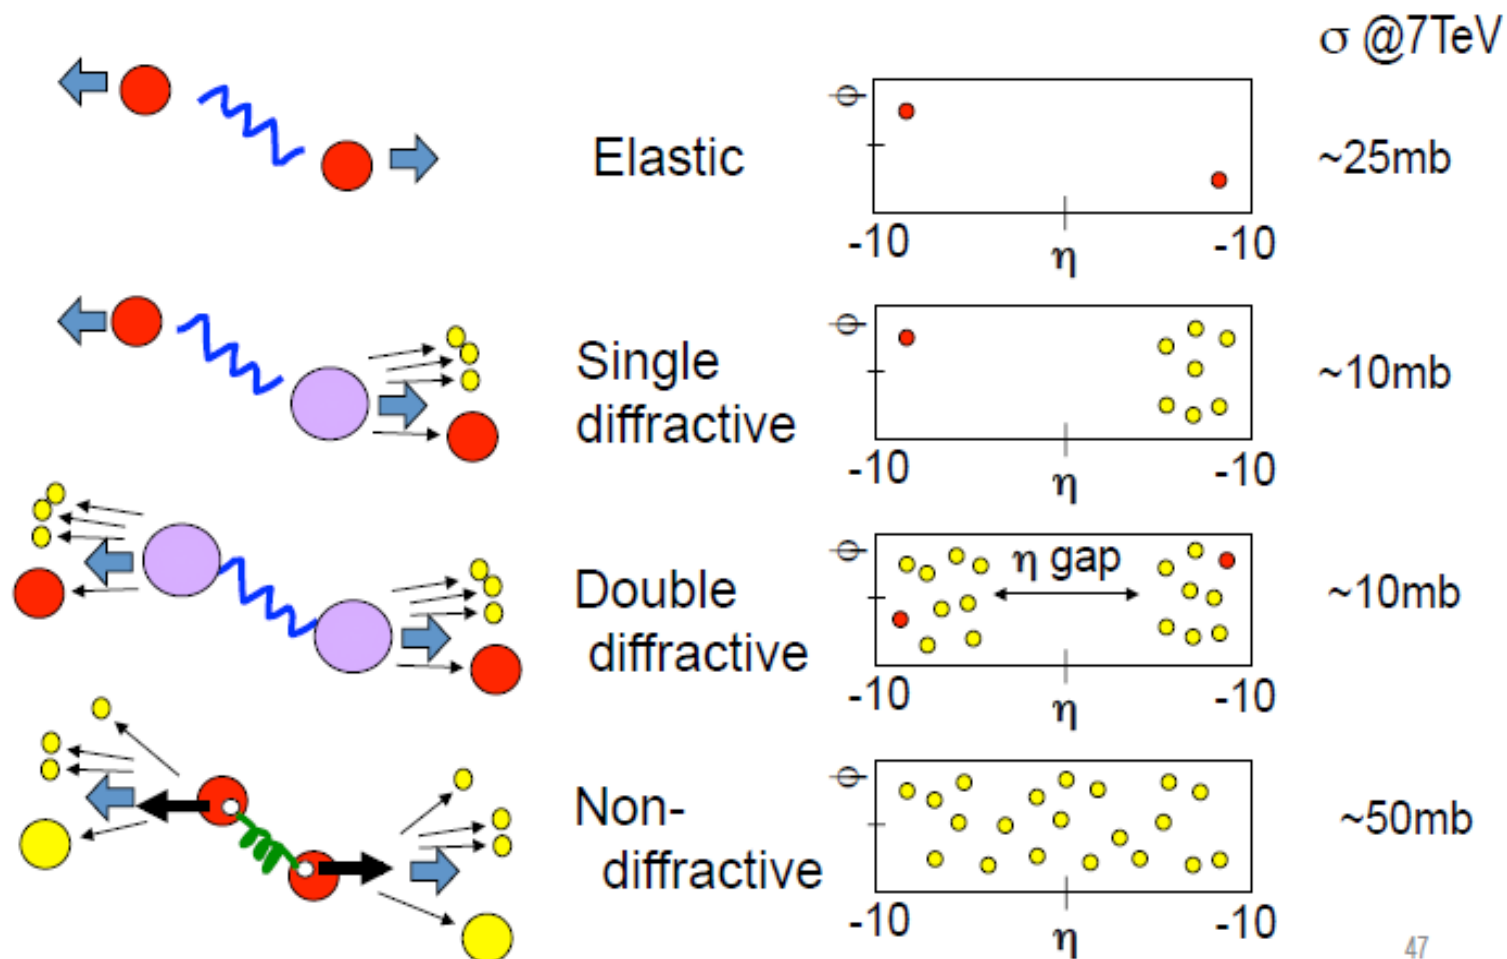 σ @7TeV
Elastic
ϕ
-10
η
-10
~25mb
Single
diffractive
ϕ
-10
η
-10
~10mb
Double
diffractive
ϕ
η gap
-10
η
-10
~10mb
Non-
diffractive
ϕ
-10
η
-10
~50mb
47